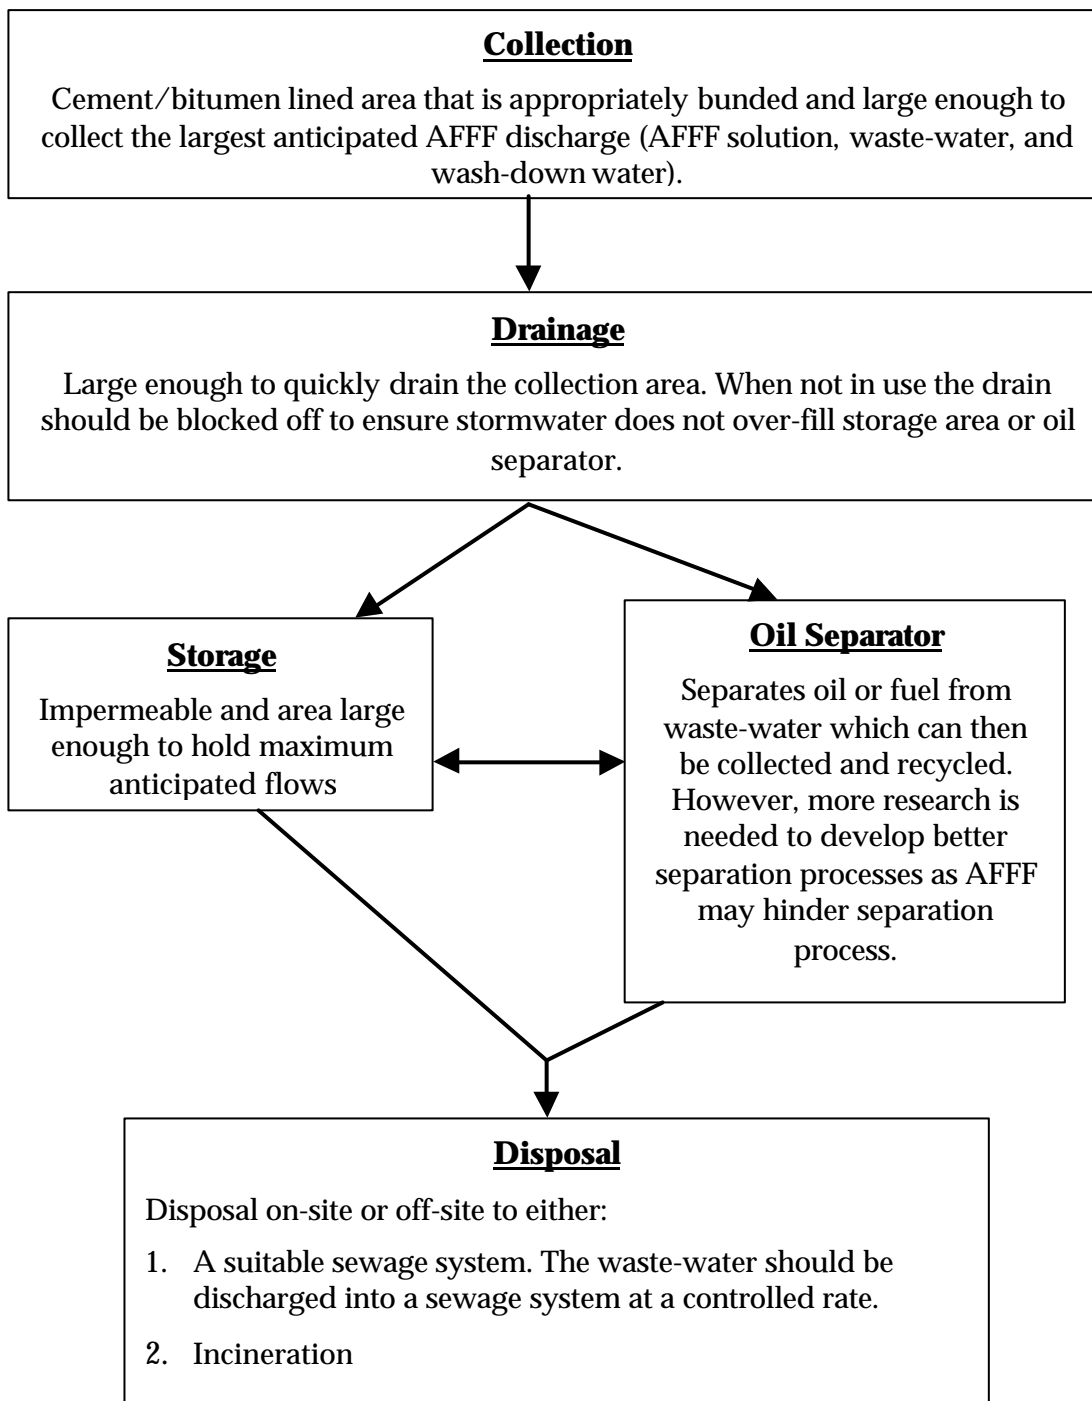 Collection
Cement/bitumen lined area that is appropriately bunded and large enough to
collect the largest anticipated AFFF discharge (AFFF solution, waste-water, and
wash-down water).
Drainage
Large enough to quickly drain the collection area. When not in use the drain
should be blocked off to ensure stormwater does not over-fill storage area or oil
separator.
Storage
Impermeable and area large
enough to hold maximum
anticipated flows
Oil Separator
Separates oil or fuel from
waste-water which can then
be collected and recycled.
However, more research is
needed to develop better
separation processes as AFFF
may hinder separation
process.
Disposal
Disposal on-site or off-site to either:
1. A suitable sewage system. The waste-water should be
discharged into a sewage system at a controlled rate.
2. Incineration